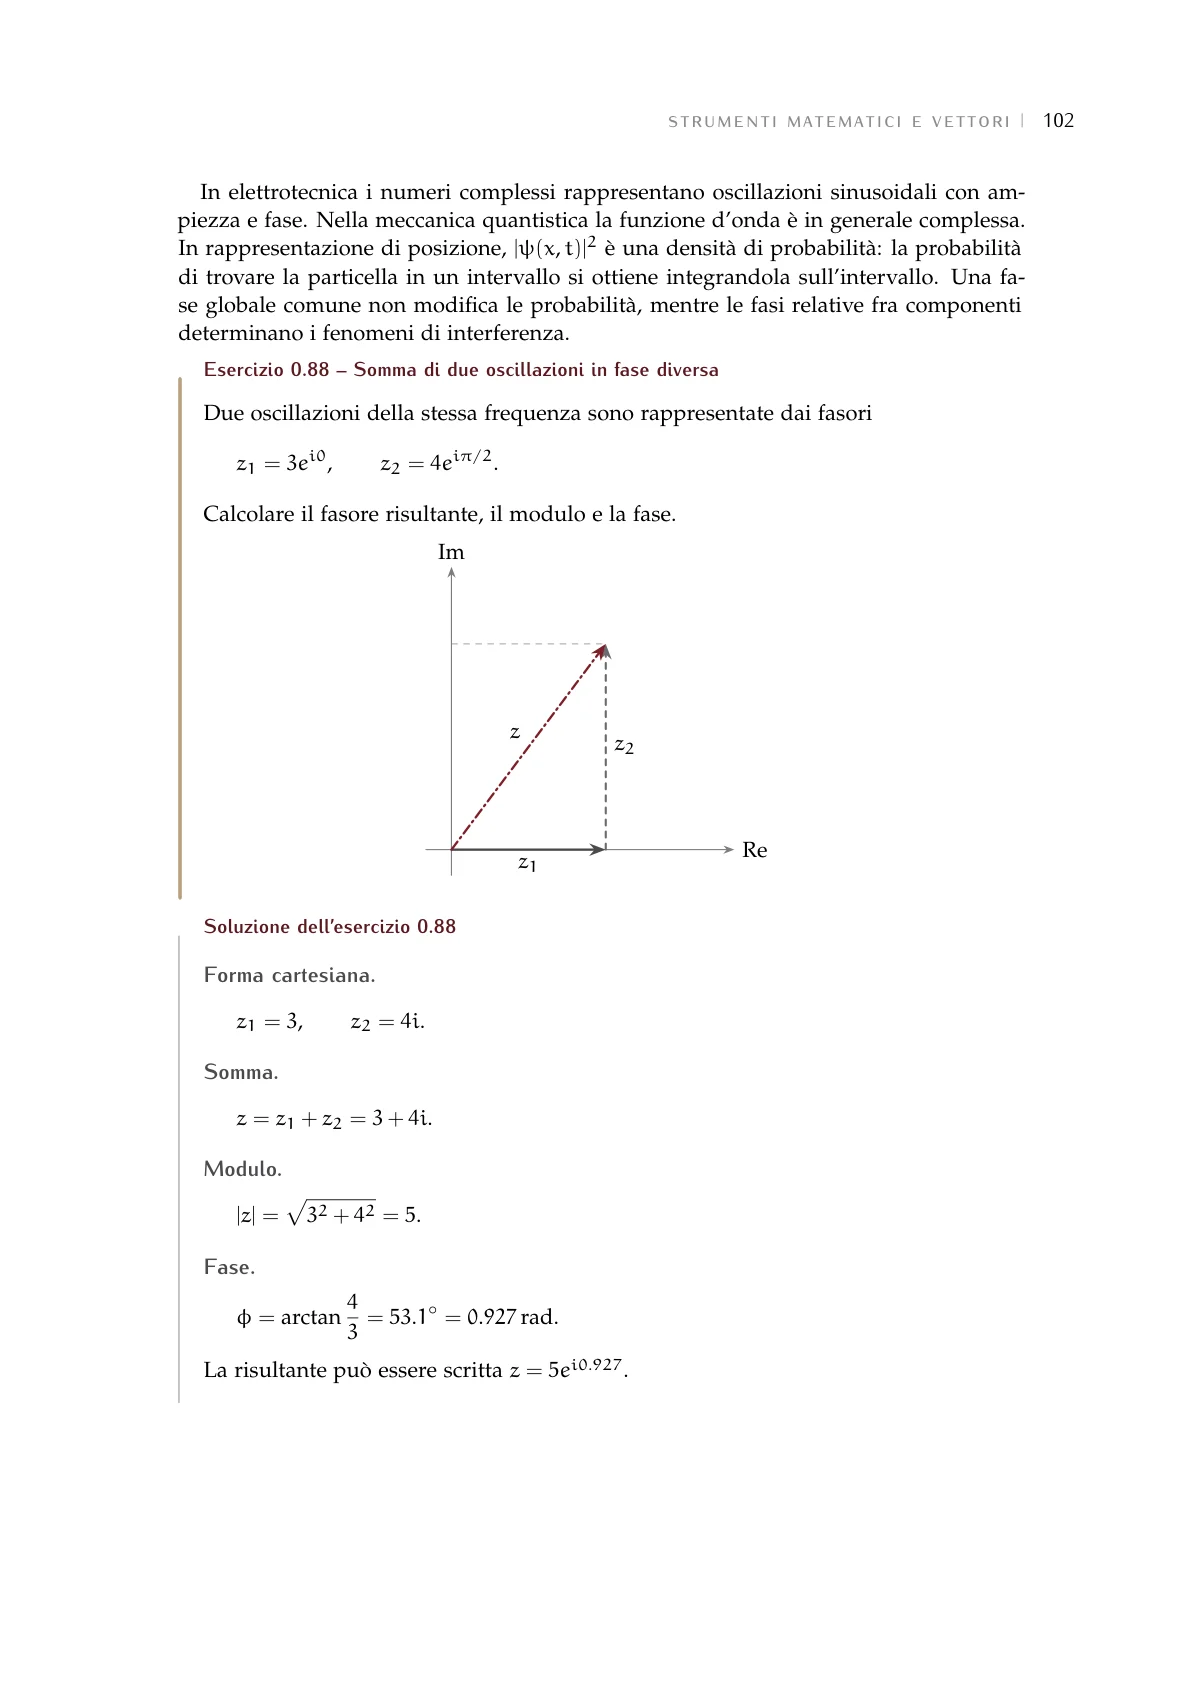 STRUMENTI MATEMATICI E VETTORI | 102
In elettrotecnica i numeri complessi rappresentano oscillazioni sinusoidali con am-
piezza e fase. Nella meccanica quantistica la funzione d'onda è in generale complessa.
In rappresentazione di posizione, |ψ(x, t)|² è una densità di probabilità: la probabilità
di trovare la particella in un intervallo si ottiene integrandola sull'intervallo. Una fa-
se globale comune non modifica le probabilità, mentre le fasi relative fra componenti
determinano i fenomeni di interferenza.
Esercizio 0.88 – Somma di due oscillazioni in fase diversa
Due oscillazioni della stessa frequenza sono rappresentate dai fasori
z₁ = 3e^{i0}, z₂ = 4e^{iπ/2}.
Calcolare il fasore risultante, il modulo e la fase.
Im
z
z₂
Re
z₁
Soluzione dell'esercizio 0.88
Forma cartesiana.
z₁ = 3, z₂ = 4i.
Somma.
z = z₁ + z₂ = 3 + 4i.
Modulo.
|z| = √(3² + 4²) = 5.
Fase.
ϕ = arctan 4/3 = 53.1° = 0.927 rad.
La risultante può essere scritta z = 5e^{i0.927}.